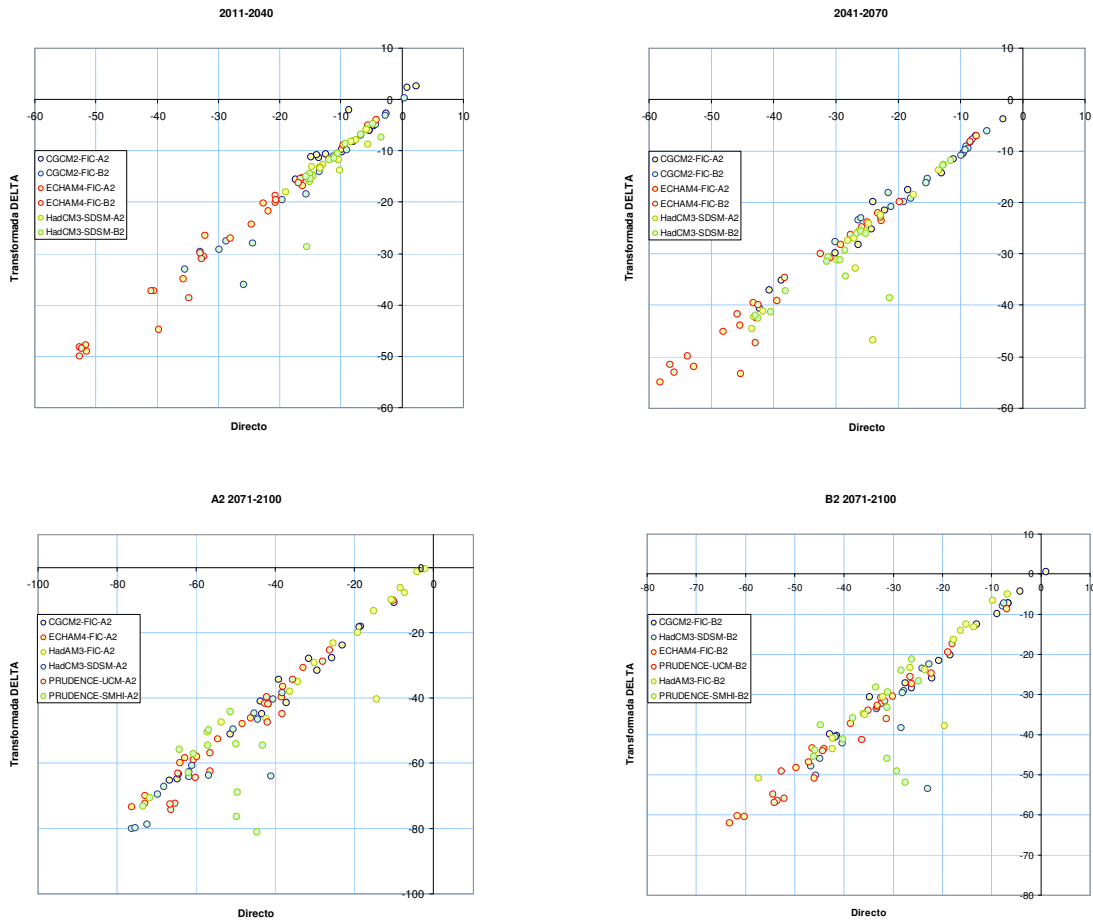 2011-2040
10
0
-60 -50 -40 -30 -20 -10 0 10
-10
-20
-30
-40
-50
-60
CGCM2-FIC-A2
CGCM2-FIC-B2
ECHAM4-FIC-A2
ECHAM4-FIC-B2
HadCM3-SDSM-A2
HadCM3-SDSM-B2
Transformada DELTA
Directo
2041-2070
10
0
-60 -50 -40 -30 -20 -10 0 10
-10
-20
-30
-40
-50
-60
CGCM2-FIC-A2
CGCM2-FIC-B2
ECHAM4-FIC-A2
ECHAM4-FIC-B2
HadCM3-SDSM-A2
HadCM3-SDSM-B2
Transformada DELTA
Directo
A2 2071-2100
0
-100 -80 -60 -40 -20 0
-20
-40
-60
-80
-100
CGCM2-FIC-A2
ECHAM4-FIC-A2
HadAM3-FIC-A2
HadCM3-SDSM-A2
PRUDENCE-UCM-A2
PRUDENCE-SMHI-A2
Transformada DELTA
Directo
B2 2071-2100
10
0
-80 -70 -60 -50 -40 -30 -20 -10 0 10
-10
-20
-30
-40
-50
-60
-70
-80
CGCM2-FIC-B2
HadCM3-SDSM-B2
ECHAM4-FIC-B2
PRUDENCE-UCM-B2
HadAM3-FIC-B2
PRUDENCE-SMHI-B2
Transformada DELTA
Directo